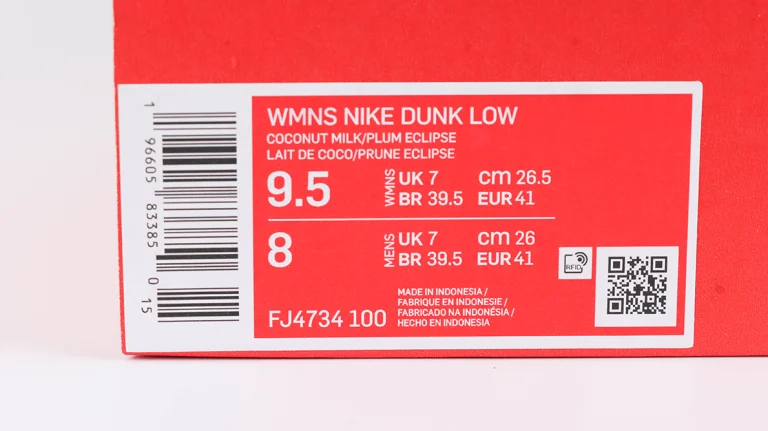 1
96605
83385
0
15
WMNS NIKE DUNK LOW
COCONUT MILK/PLUM ECLIPSE
LAIT DE COCO/PRUNE ECLIPSE
9.5 WMNS UK 7 cm 26.5
BR 39.5 EUR 41
8 MENS UK 7 cm 26
BR 39.5 EUR 41
RFID
FJ4734 100
MADE IN INDONESIA /
FABRIQUE EN INDONESIE /
FABRICADO NA INDONÉSIA /
HECHO EN INDONESIA